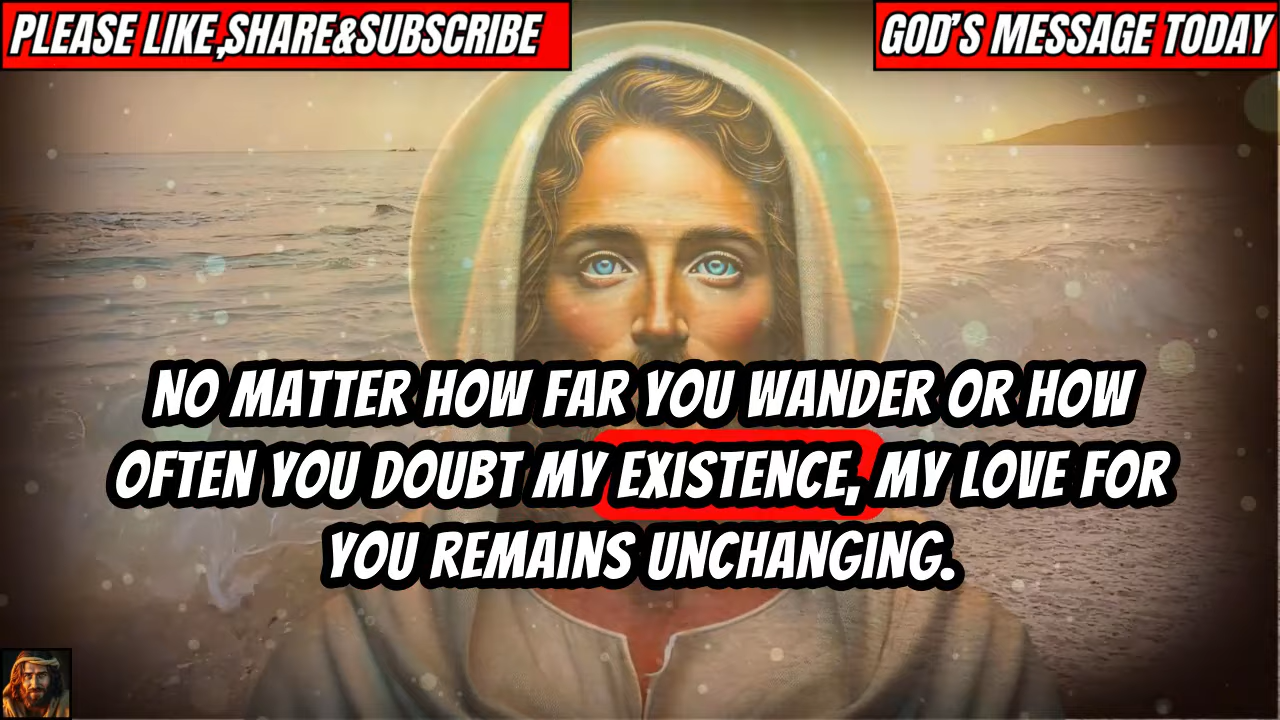 PLEASE LIKE,SHARE&SUBSCRIBE
GOD'S MESSAGE TODAY
NO MATTER HOW FAR YOU WANDER OR HOW
OFTEN YOU DOUBT MY EXISTENCE, MY LOVE FOR
YOU REMAINS UNCHANGING.